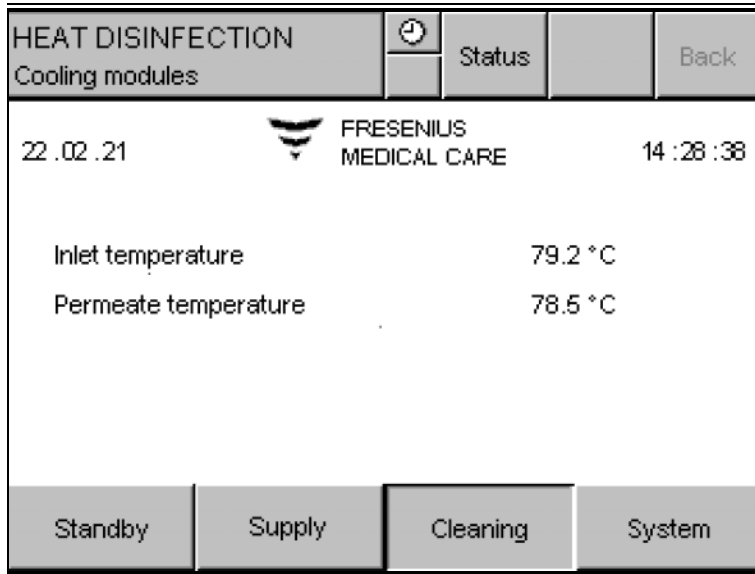 HEAT DISINFECTION
Cooling modules
Status
Back
22 .02 .21
FRESENIUS
MEDICAL CARE
14 :28 :38
Inlet temperature 79.2 °C
Permeate temperature 78.5 °C
Standby
Supply
Cleaning
System